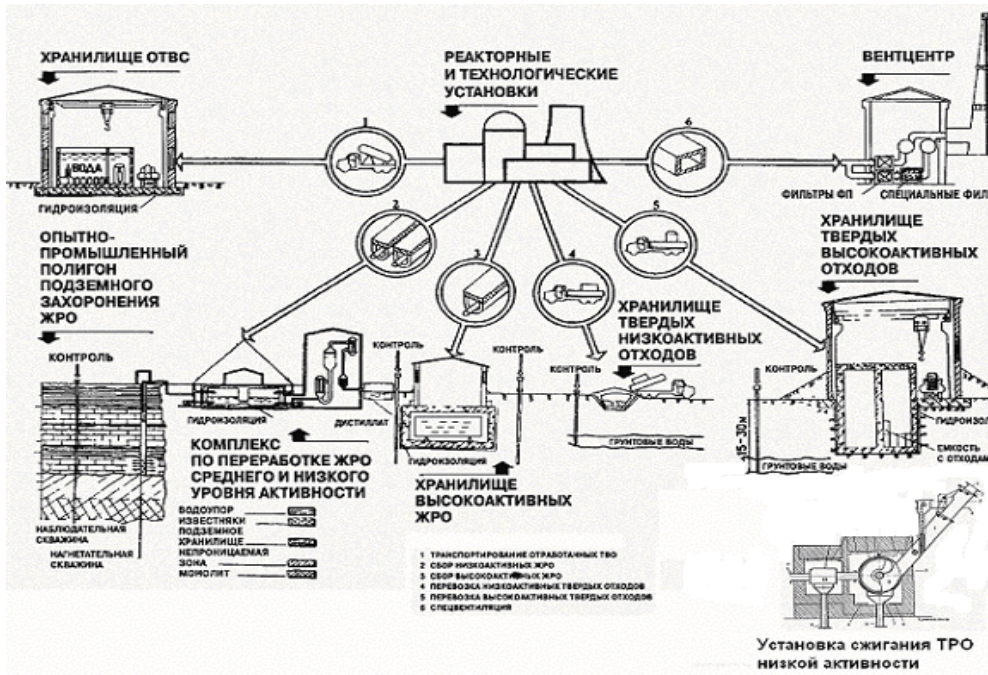 ХРАНИЛИЩЕ ОТВС
РЕАКТОРНЫЕ
И ТЕХНОЛОГИЧЕСКИЕ
УСТАНОВКИ
ВЕНТЦЕНТР
1
6
ВОДА
ГИДРОИЗОЛЯЦИЯ
ФИЛЬТРЫ ФП
СПЕЦИАЛЬНЫЕ ФИЛ
2
3
4
5
ОПЫТНО-
ПРОМЫШЛЕННЫЙ
ПОЛИГОН
ПОДЗЕМНОГО
ЗАХОРОНЕНИЯ
ЖРО
ХРАНИЛИЩЕ
ТВЕРДЫХ
ВЫСОКОАКТИВНЫХ
ОТХОДОВ
ХРАНИЛИЩЕ
ТВЕРДЫХ
НИЗКОАКТИВНЫХ
ОТХОДОВ
КОНТРОЛЬ
КОНТРОЛЬ
КОНТРОЛЬ
КОНТРОЛЬ
КОНТРОЛЬ
ГИДРОИЗОЛЯЦИЯ
ДИСТИЛЛАТ
ГИДРОИЗОЛЯЦИЯ
ГРУНТОВЫЕ ВОДЫ
15-30м
ГРУНТОВЫЕ ВОДЫ
ГИДРОИЗОЛ
ЕМКОСТЬ
С ОТХОДАМ
КОМПЛЕКС
ПО ПЕРЕРАБОТКЕ ЖРО
СРЕДНЕГО И НИЗКОГО
УРОВНЯ АКТИВНОСТИ
ХРАНИЛИЩЕ
ВЫСОКОАКТИВНЫХ
ЖРО
НАБЛЮДАТЕЛЬНАЯ
СКВАЖИНА
НАГНЕТАТЕЛЬНАЯ
СКВАЖИНА
ВОДОУПОР
ИЗВЕСТНЯКИ
ПОДЗЕМНОЕ
ХРАНИЛИЩЕ
НЕПРОНИЦАЕМАЯ
ЗОНА
МОНОЛИТ
1 ТРАНСПОРТИРОВАНИЕ ОТРАБОТАННЫХ ТВО
2 СБОР НИЗКОАКТИВНЫХ ЖРО
3 СБОР ВЫСОКОАКТИВНЫХ ЖРО
4 ПЕРЕВОЗКА НИЗКОАКТИВНЫХ ТВЕРДЫХ ОТХОДОВ
5 ПЕРЕВОЗКА ВЫСОКОАКТИВНЫХ ТВЕРДЫХ ОТХОДОВ
6 СПЕЦВЕНТИЛЯЦИЯ
Установка сжигания ТРО
низкой активности